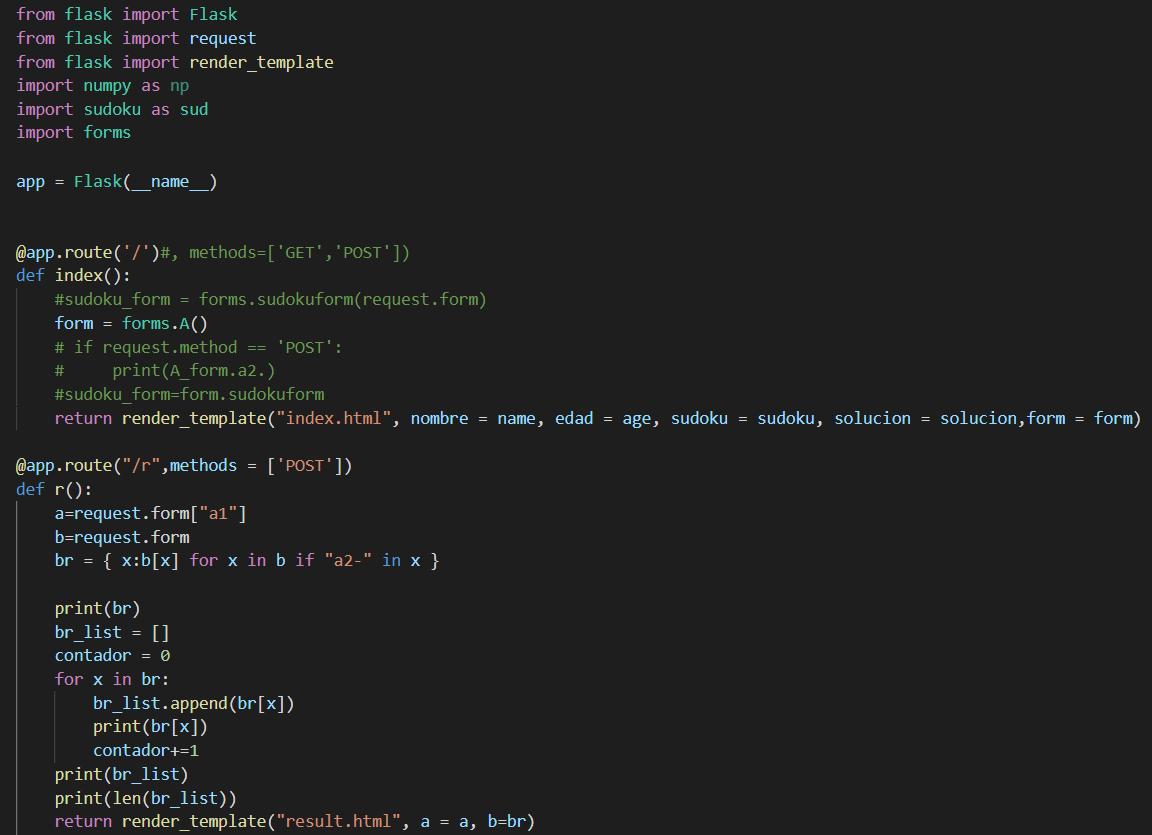 from flask import Flask
from flask import request
from flask import render_template
import numpy as np
import sudoku as sud
import forms

app = Flask(__name__)


@app.route('/')#, methods=['GET','POST'])
def index():
    #sudoku_form = forms.sudokuform(request.form)
    form = forms.A()
    # if request.method == 'POST':
    #     print(A_form.a2.)
    #sudoku_form=form.sudokuform
    return render_template("index.html", nombre = name, edad = age, sudoku = sudoku, solucion = solucion,form = form)

@app.route("/r",methods = ['POST'])
def r():
    a=request.form["a1"]
    b=request.form
    br = { x:b[x] for x in b if "a2-" in x }

    print(br)
    br_list = []
    contador = 0
    for x in br:
        br_list.append(br[x])
        print(br[x])
        contador+=1
    print(br_list)
    print(len(br_list))
    return render_template("result.html", a = a, b=br)